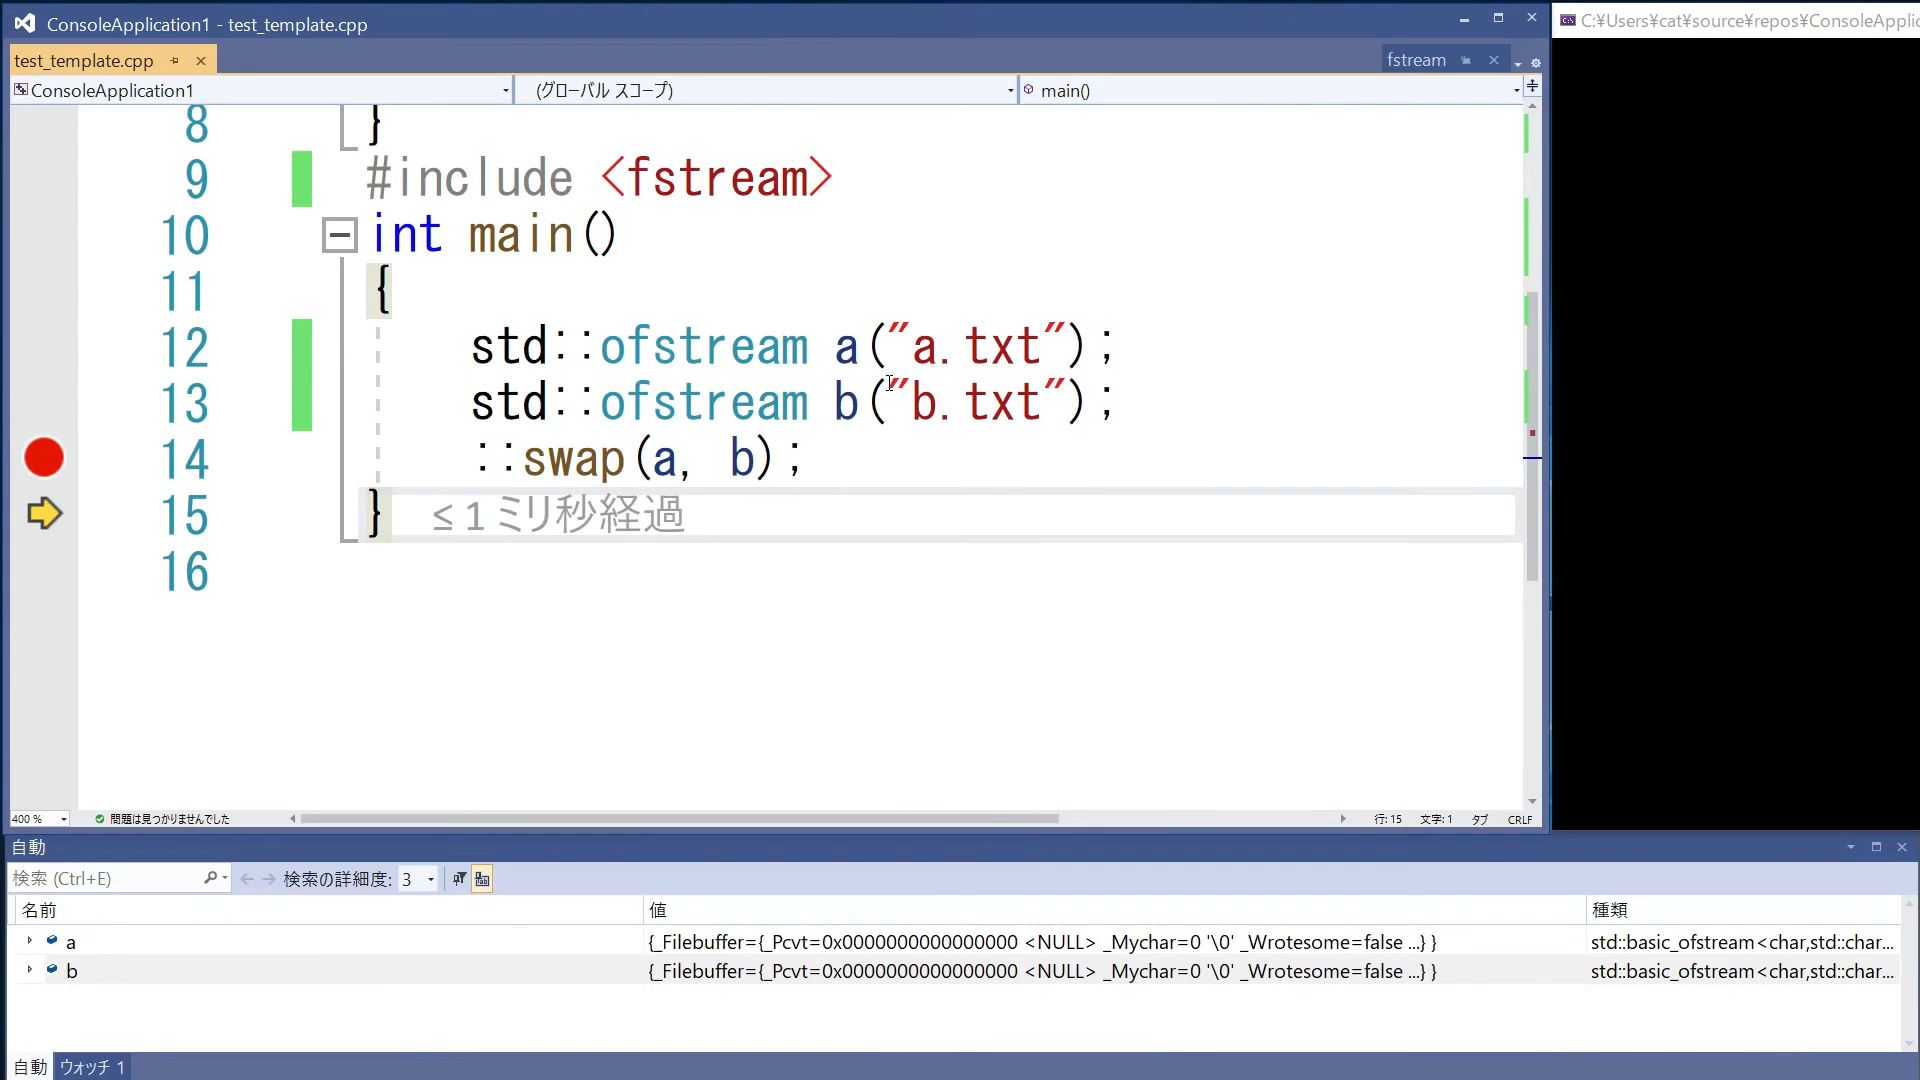 ConsoleApplication1 - test_template.cpp
C:¥Users¥cat¥source¥repos¥ConsoleApplic
test_template.cpp
fstream
ConsoleApplication1
(グローバル スコープ)
main()
8 }
9 #include <fstream>
10 int main()
11 {
12 std::ofstream a("a.txt");
13 std::ofstream b("b.txt");
14 ::swap(a, b);
15 } ≤ 1 ミリ秒経過
16
400 %
問題は見つかりませんでした
行: 15
文字: 1
タブ
CRLF
自動
検索 (Ctrl+E)
検索の詳細度: 3
名前 値 種類
a {_Filebuffer={_Pcvt=0x0000000000000000 <NULL> _Mychar=0 '\0' _Wrotesome=false ...} } std::basic_ofstream<char,std::char...
b {_Filebuffer={_Pcvt=0x0000000000000000 <NULL> _Mychar=0 '\0' _Wrotesome=false ...} } std::basic_ofstream<char,std::char...
自動 ウォッチ 1